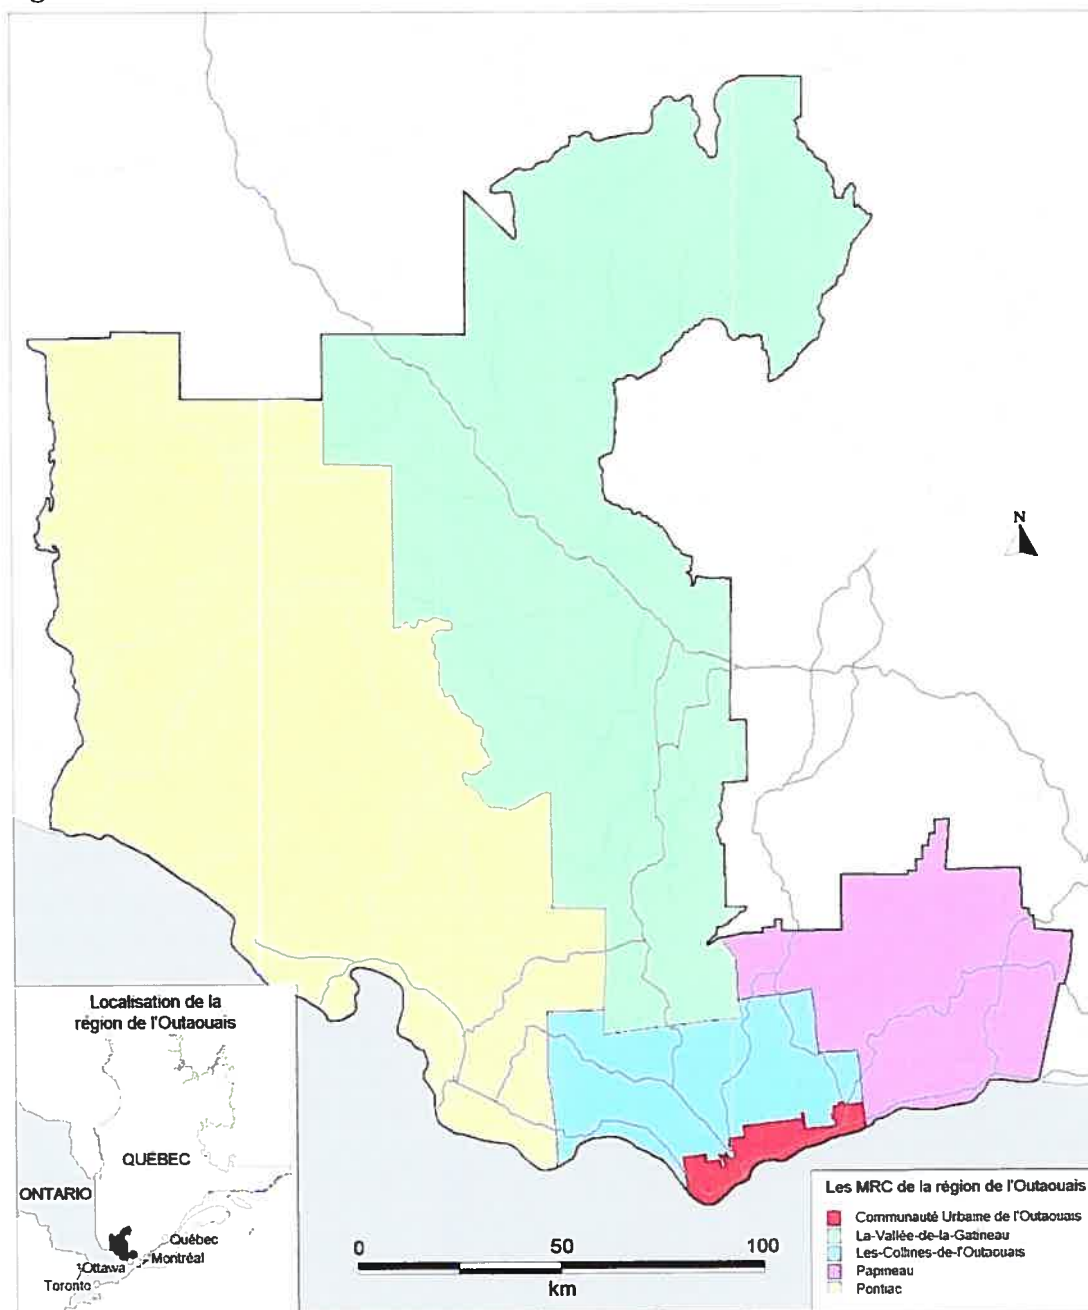 N
Localisation de la
région de l'Outaouais
QUÉBEC
ONTARIO
Québec
Montréal
Ottawa
Toronto
0 50 100
km
Les MRC de la région de l'Outaouais
Communauté Urbaine de l'Outaouais
La-Vallée-de-la-Gatineau
Les-Collines-de-l'Outaouais
Papineau
Pontiac